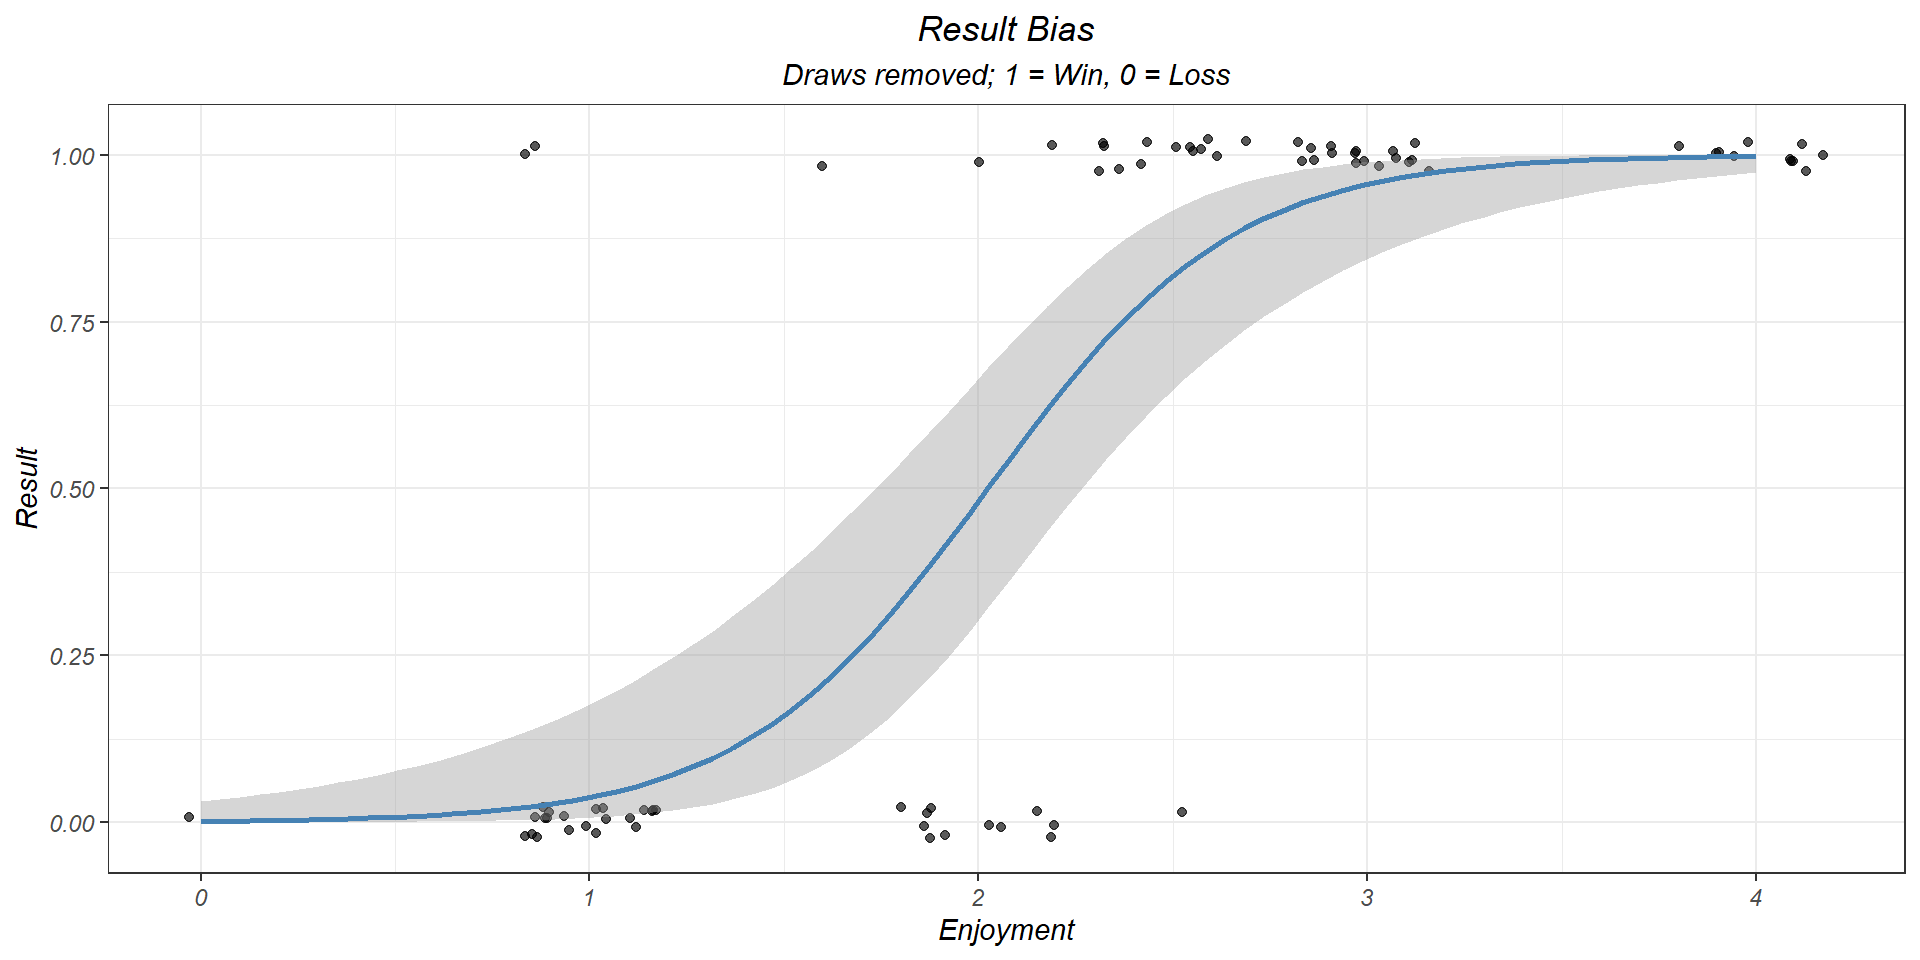 Result Bias
Draws removed; 1 = Win, 0 = Loss
Result
1.00
0.75
0.50
0.25
0.00
0 1 2 3 4
Enjoyment